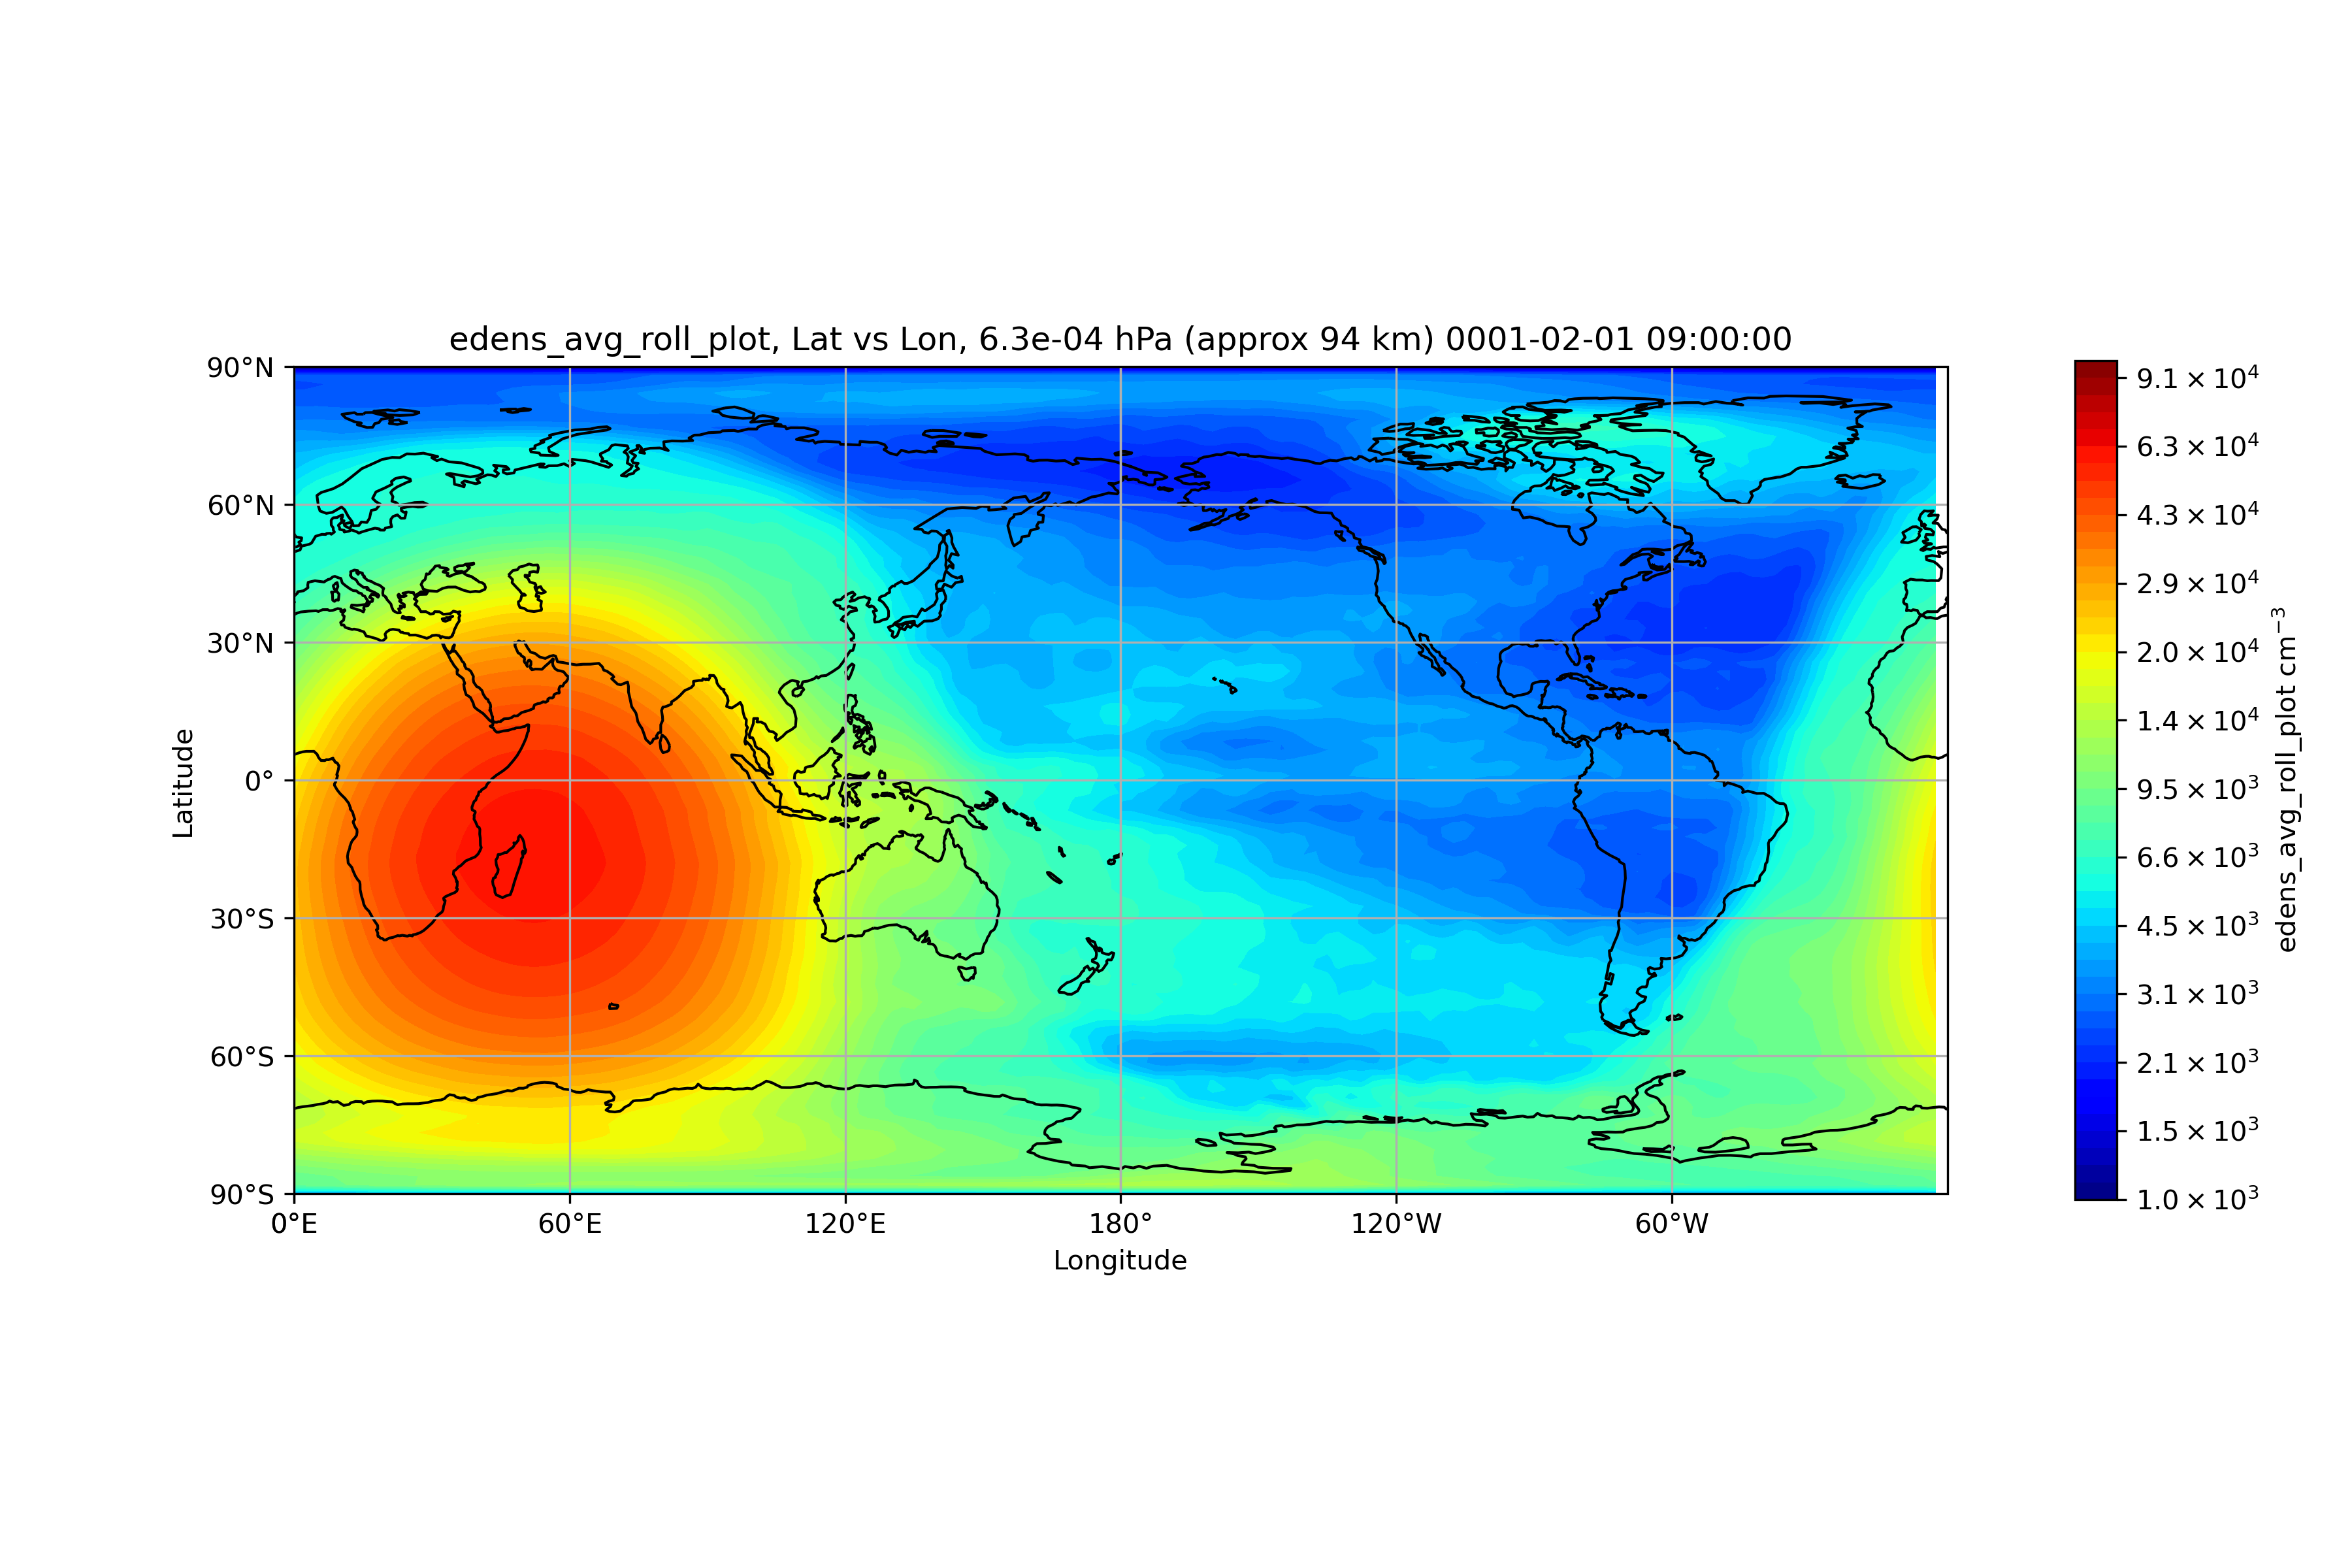 edens_avg_roll_plot, Lat vs Lon, 6.3e-04 hPa (approx 94 km) 0001-02-01 09:00:00
90°N
60°N
30°N
0°
30°S
60°S
90°S
Latitude
0°E
60°E
120°E
180°
120°W
60°W
Longitude
9.1 × 10⁴
6.3 × 10⁴
4.3 × 10⁴
2.9 × 10⁴
2.0 × 10⁴
1.4 × 10⁴
9.5 × 10³
6.6 × 10³
4.5 × 10³
3.1 × 10³
2.1 × 10³
1.5 × 10³
1.0 × 10³
edens_avg_roll_plot cm⁻³